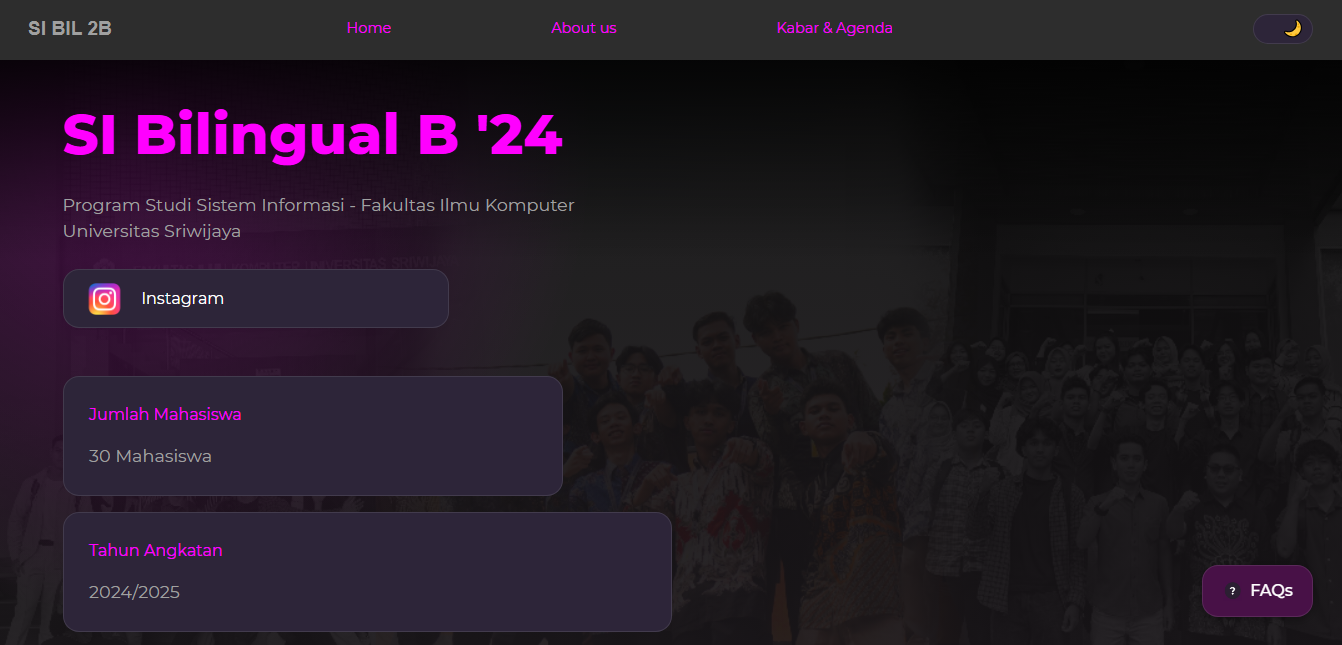 SI BIL 2B
Home
About us
Kabar & Agenda
SI Bilingual B '24
Program Studi Sistem Informasi - Fakultas Ilmu Komputer
Universitas Sriwijaya
Instagram
Jumlah Mahasiswa
30 Mahasiswa
Tahun Angkatan
2024/2025
? FAQs